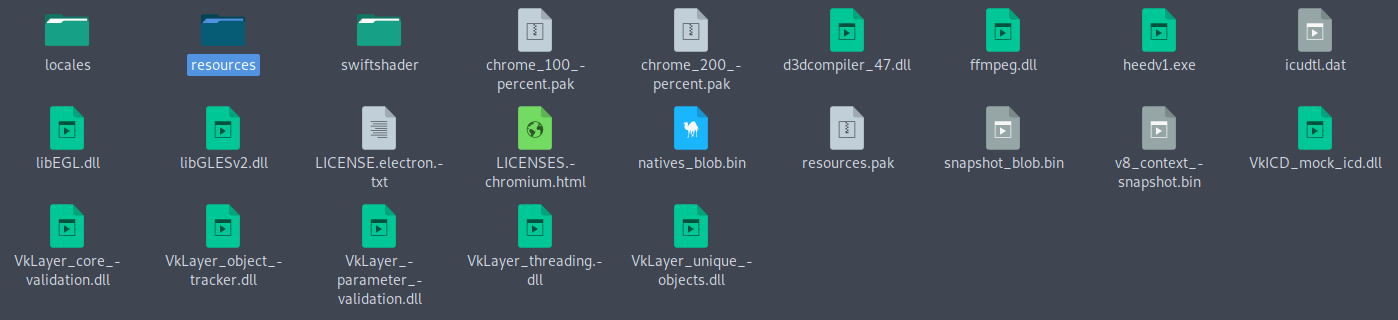 locales
resources
swiftshader
chrome_100_-
percent.pak
chrome_200_-
percent.pak
d3dcompiler_47.dll
ffmpeg.dll
heedv1.exe
icudtl.dat
libEGL.dll
libGLESv2.dll
LICENSE.electron.-
txt
LICENSES.-
chromium.html
natives_blob.bin
resources.pak
snapshot_blob.bin
v8_context_-
snapshot.bin
VkICD_mock_icd.dll
VkLayer_core_-
validation.dll
VkLayer_object_-
tracker.dll
VkLayer_-
parameter_-
validation.dll
VkLayer_threading.-
dll
VkLayer_unique_-
objects.dll